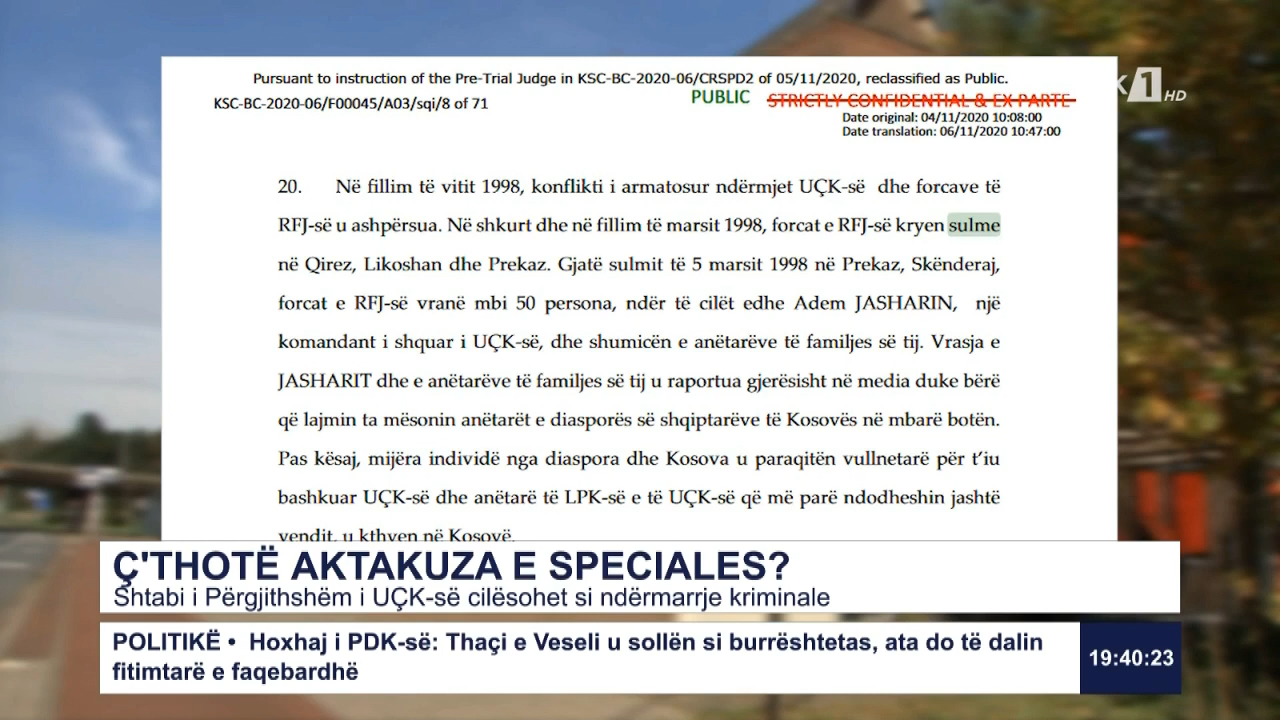 Pursuant to instruction of the Pre-Trial Judge in KSC-BC-2020-06/CRSPD2 of 05/11/2020, reclassified as Public.
KSC-BC-2020-06/F00045/A03/sqi/8 of 71
PUBLIC STRICTLY CONFIDENTIAL & EX PARTE
Date original: 04/11/2020 10:08:00
Date translation: 06/11/2020 10:47:00
K 1 HD
20. Në fillim të vitit 1998, konflikti i armatosur ndërmjet UÇK-së dhe forcave të
RFJ-së u ashpërsua. Në shkurt dhe në fillim të marsit 1998, forcat e RFJ-së kryen sulme
në Qirez, Likoshan dhe Prekaz. Gjatë sulmit të 5 marsit 1998 në Prekaz, Skënderaj,
forcat e RFJ-së vranë mbi 50 persona, ndër të cilët edhe Adem JASHARIN, një
komandant i shquar i UÇK-së, dhe shumicën e anëtarëve të familjes së tij. Vrasja e
JASHARIT dhe e anëtarëve të familjes së tij u raportua gjerësisht në media duke bërë
që lajmin ta mësonin anëtarët e diasporës së shqiptarëve të Kosovës në mbarë botën.
Pas kësaj, mijëra individë nga diaspora dhe Kosova u paraqitën vullnetarë për t'iu
bashkuar UÇK-së dhe anëtarë të LPK-së e të UÇK-së që më parë ndodheshin jashtë
vendit, u kthyen në Kosovë.
Ç'THOTË AKTAKUZA E SPECIALES?
Shtabi i Përgjithshëm i UÇK-së cilësohet si ndërmarrje kriminale
POLITIKË • Hoxhaj i PDK-së: Thaçi e Veseli u sollën si burrështetas, ata do të dalin
fitimtarë e faqebardhë
19:40:23